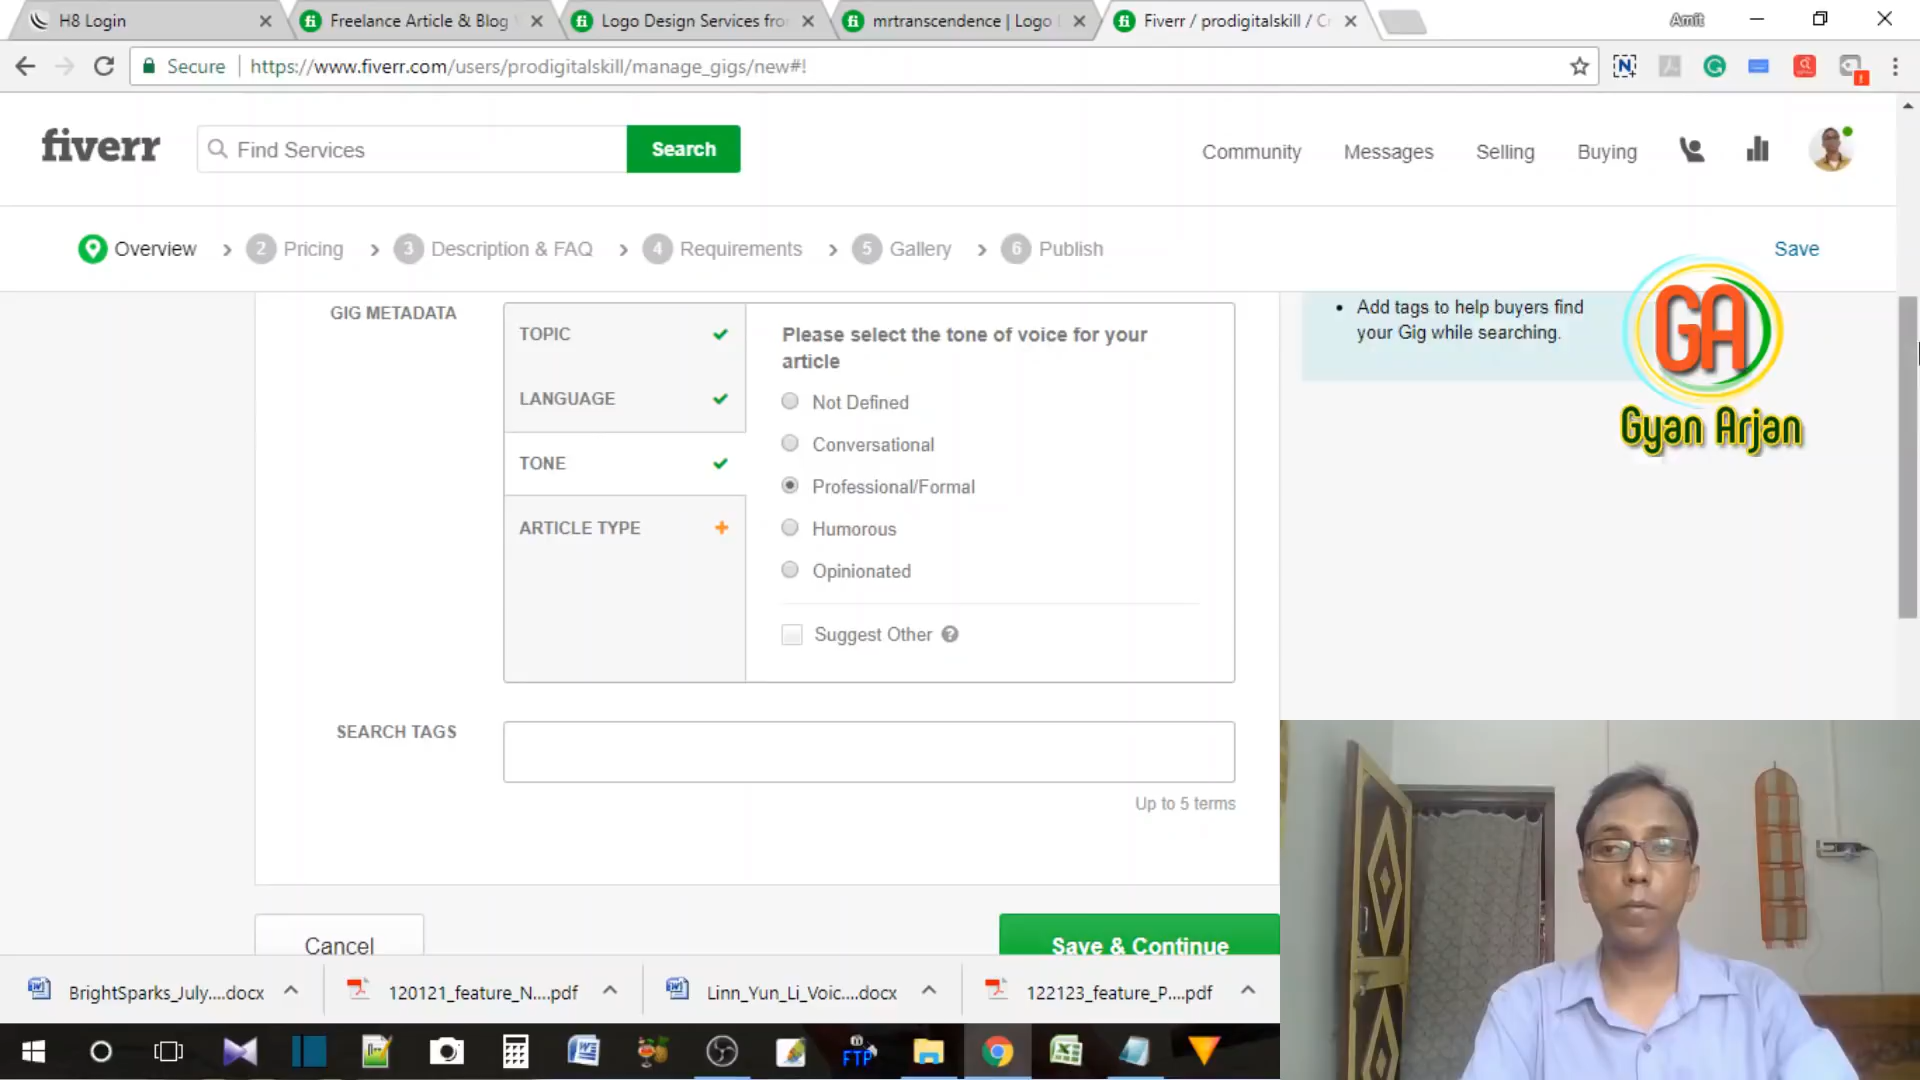 H8 Login
Freelance Article & Blog
Logo Design Services fro
mrtranscendence | Logo
Fiverr / prodigitalskill / Cr
Amit
Secure
https://www.fiverr.com/users/prodigitalskill/manage_gigs/new#!
fiverr
Find Services
Search
Community
Messages
Selling
Buying
Overview
2 Pricing
3 Description & FAQ
4 Requirements
5 Gallery
6 Publish
Save
GIG METADATA
TOPIC
LANGUAGE
TONE
ARTICLE TYPE
Please select the tone of voice for your
article
Not Defined
Conversational
Professional/Formal
Humorous
Opinionated
Suggest Other
• Add tags to help buyers find
your Gig while searching.
GA
Gyan Arjan
SEARCH TAGS
Up to 5 terms
Cancel
Save & Continue
BrightSparks_July....docx
120121_feature_N....pdf
Linn_Yun_Li_Voic....docx
122123_feature_P....pdf
FTP